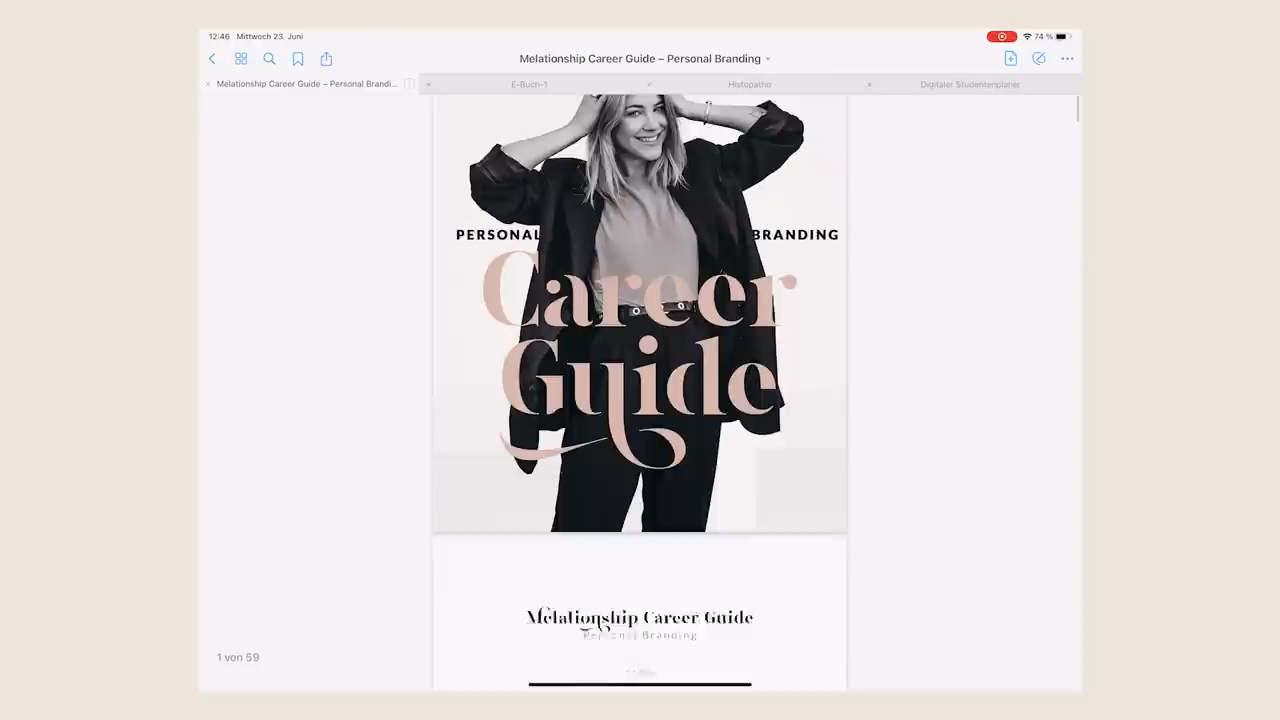 12:46 Mittwoch 23. Juni
74 %
Melationship Career Guide – Personal Branding
Melationship Career Guide – Personal Brandi...
E-Buch-1
Histopatho
Digitaler Studentenplaner
PERSONAL BRANDING
Career
Guide
Melationship Career Guide
Personal Branding
1 von 59